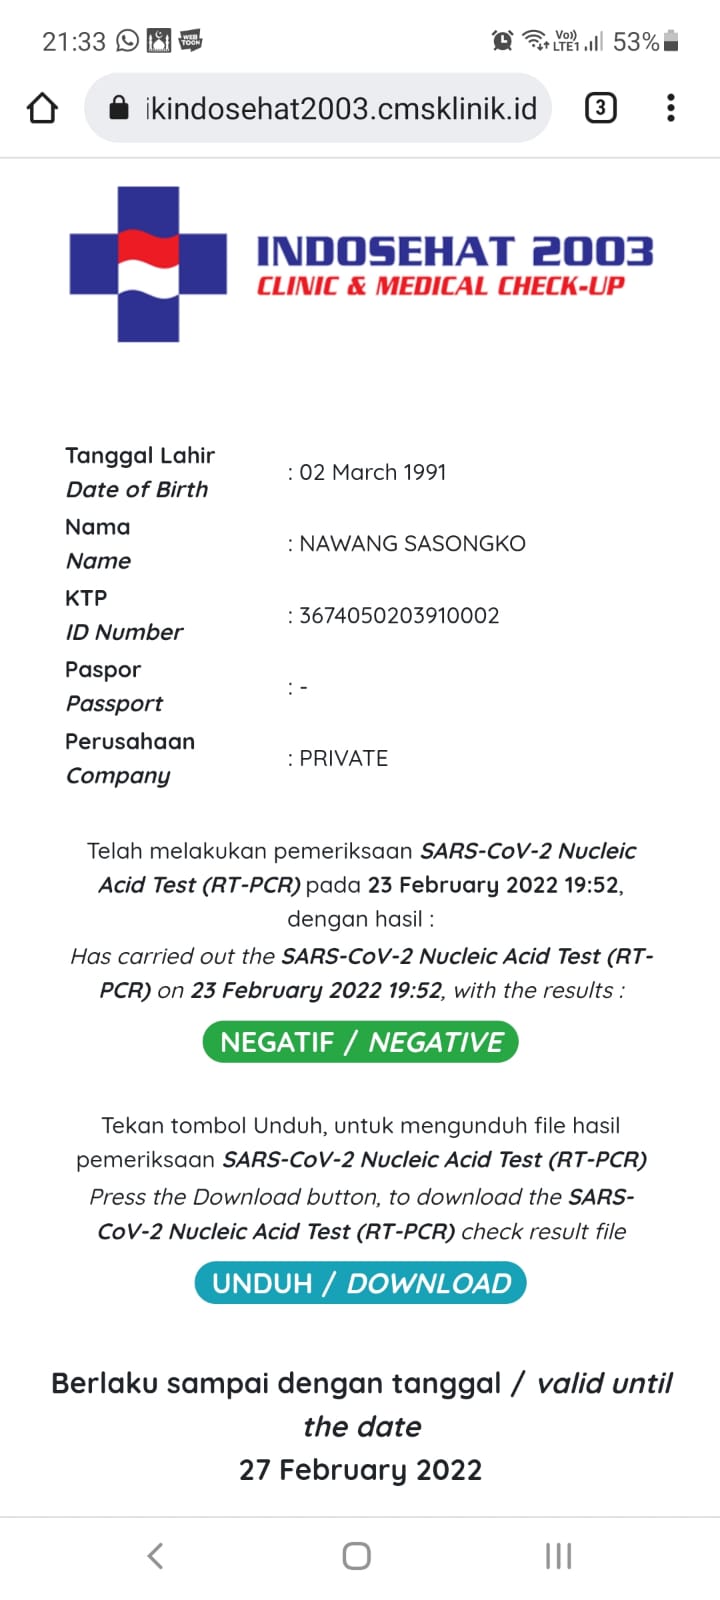 21:33 WEB TOON Vo)) LTE1 53%
ikindosehat2003.cmsklinik.id 3
INDOSEHAT 2003
CLINIC & MEDICAL CHECK-UP
Tanggal Lahir
Date of Birth
: 02 March 1991
Nama
Name
: NAWANG SASONGKO
KTP
ID Number
: 3674050203910002
Paspor
Passport
: -
Perusahaan
Company
: PRIVATE
Telah melakukan pemeriksaan SARS-CoV-2 Nucleic
Acid Test (RT-PCR) pada 23 February 2022 19:52,
dengan hasil :
Has carried out the SARS-CoV-2 Nucleic Acid Test (RT-
PCR) on 23 February 2022 19:52, with the results :
NEGATIF / NEGATIVE
Tekan tombol Unduh, untuk mengunduh file hasil
pemeriksaan SARS-CoV-2 Nucleic Acid Test (RT-PCR)
Press the Download button, to download the SARS-
CoV-2 Nucleic Acid Test (RT-PCR) check result file
UNDUH / DOWNLOAD
Berlaku sampai dengan tanggal / valid until
the date
27 February 2022